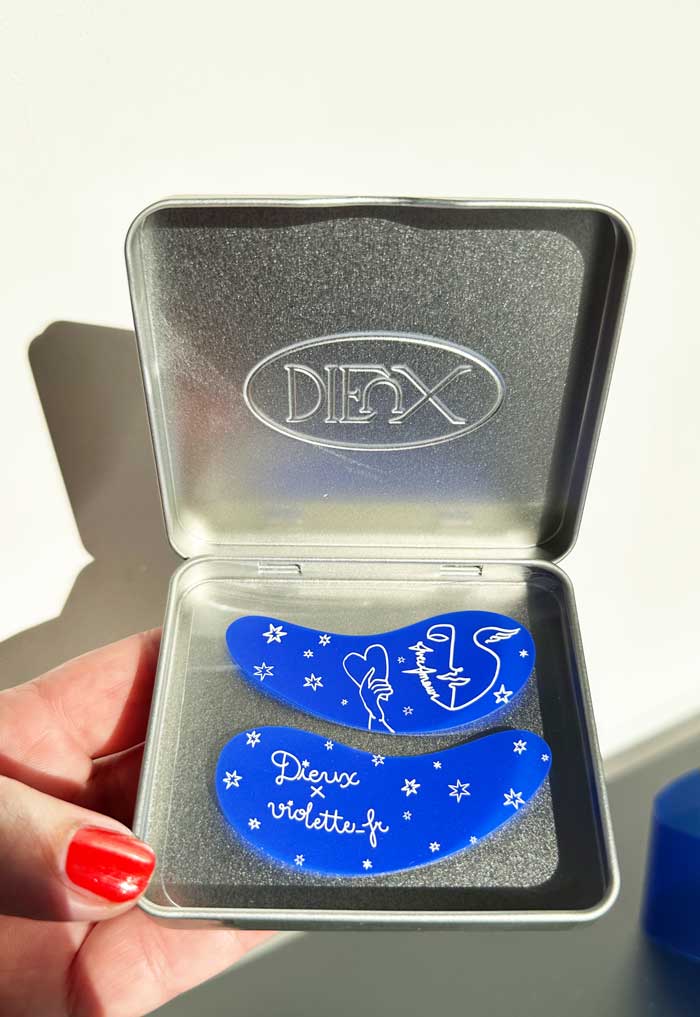 DIEUX
Dieux
x
violette_fr